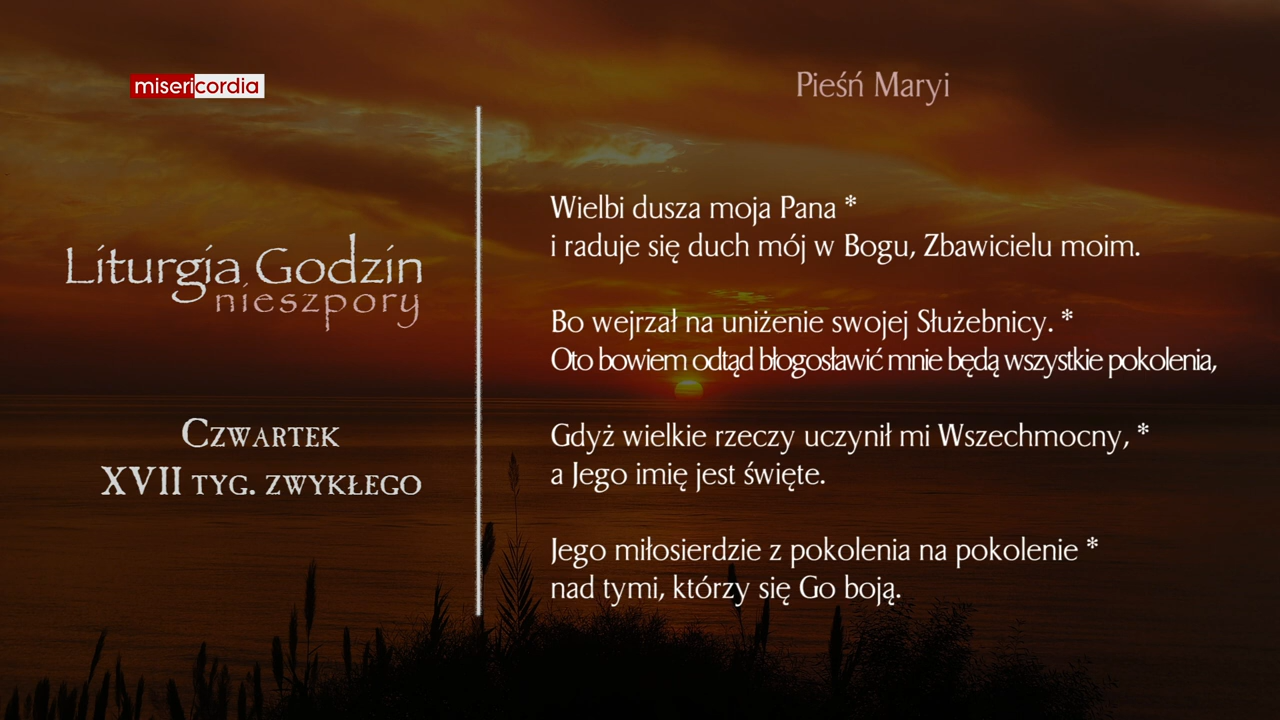 misericordia
Liturgia Godzin
nieszpory
Czwartek
XVII tyg. zwykłego
Pieśń Maryi
Wielbi dusza moja Pana *
i raduje się duch mój w Bogu, Zbawicielu moim.
Bo wejrzał na uniżenie swojej Służebnicy. *
Oto bowiem odtąd błogosławić mnie będą wszystkie pokolenia,
Gdyż wielkie rzeczy uczynił mi Wszechmocny, *
a Jego imię jest święte.
Jego miłosierdzie z pokolenia na pokolenie *
nad tymi, którzy się Go boją.